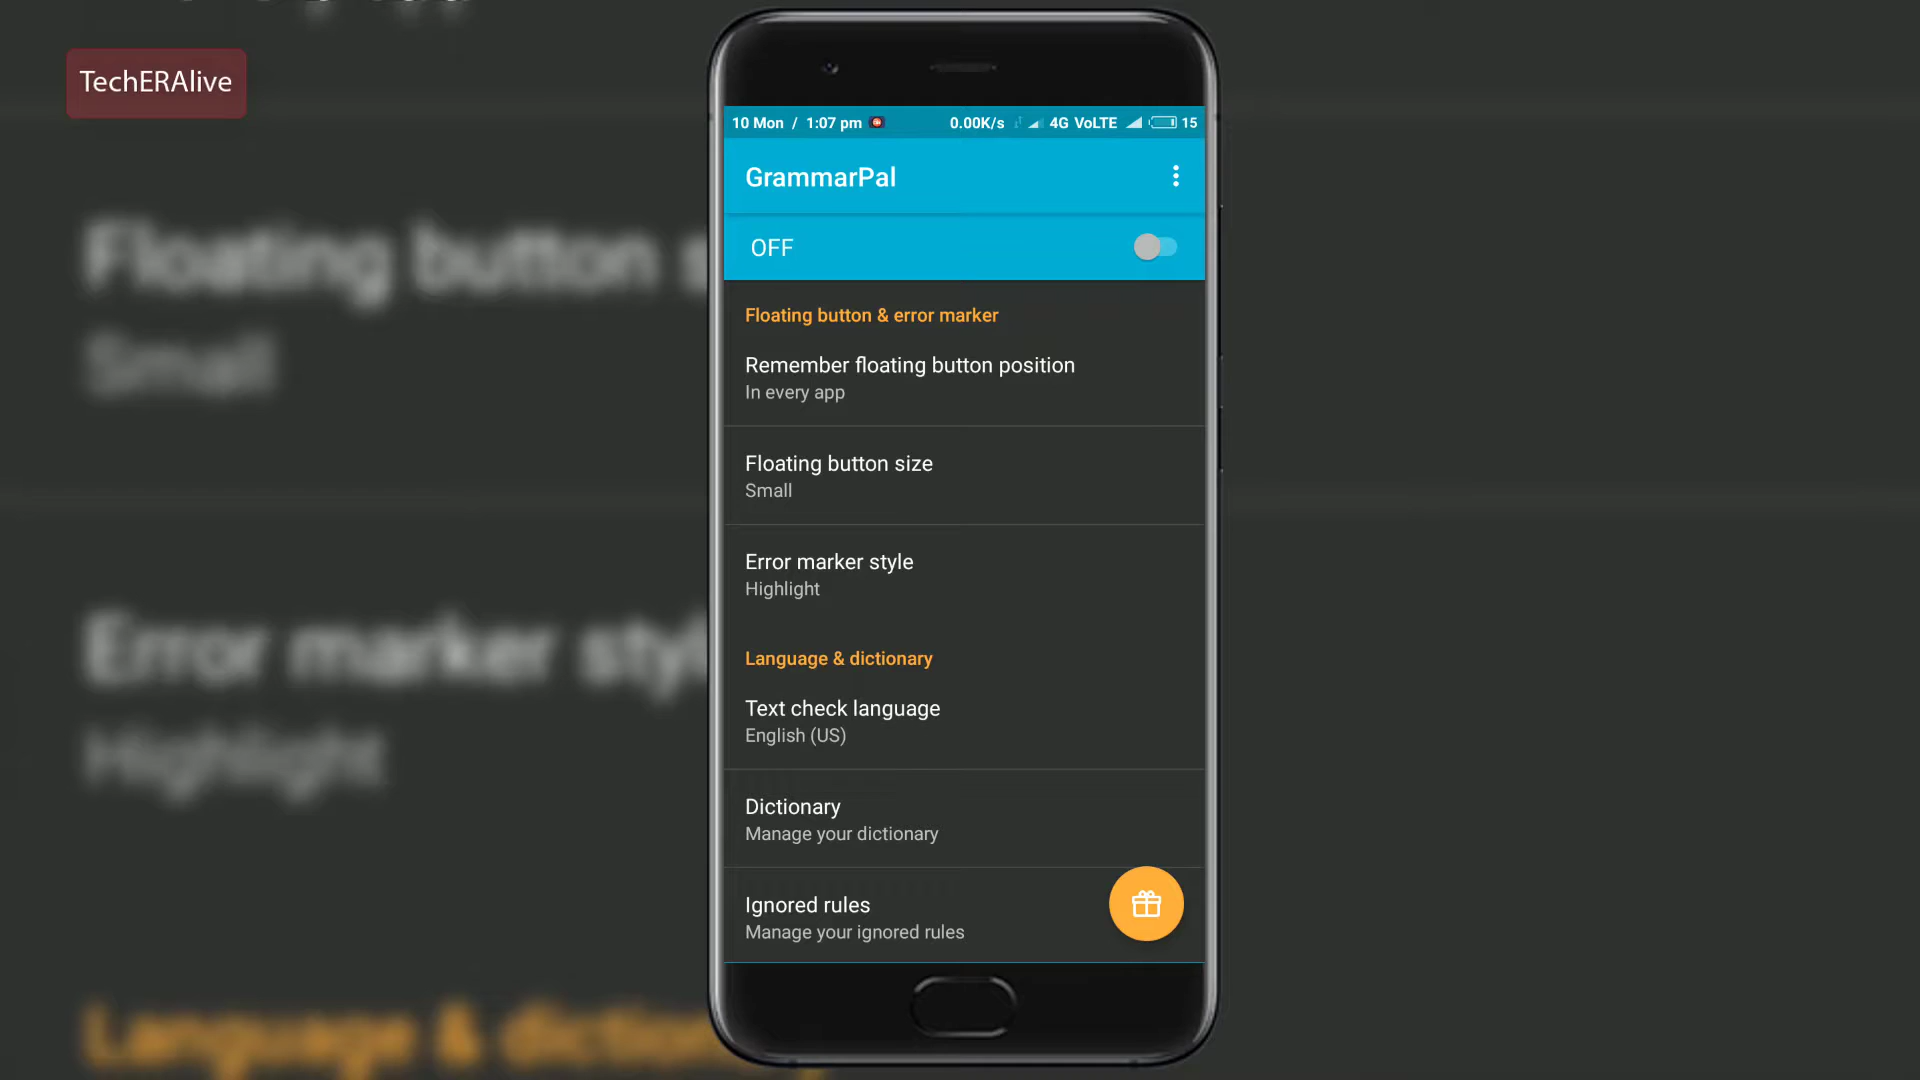 TechERAlive
10 Mon / 1:07 pm 0.00K/s 4G VoLTE 15
GrammarPal
OFF
Floating button & error marker
Remember floating button position
In every app
Floating button size
Small
Error marker style
Highlight
Language & dictionary
Text check language
English (US)
Dictionary
Manage your dictionary
Ignored rules
Manage your ignored rules
Floating button s
Small
Error marker styl
Highlight
Language & diction